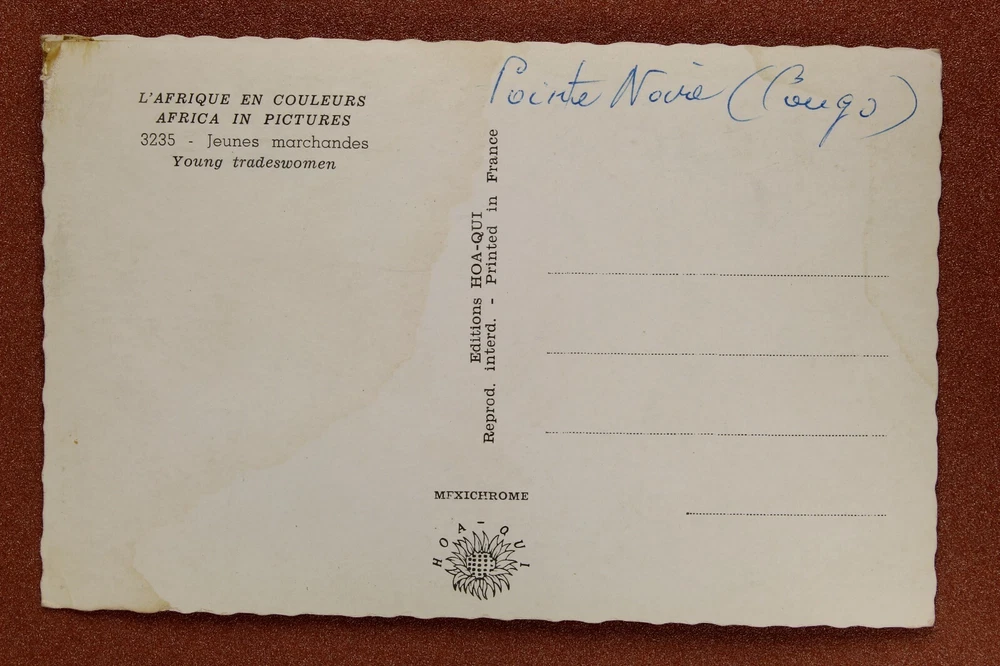 L'AFRIQUE EN COULEURS
AFRICA IN PICTURES
3235 - Jeunes marchandes
Young tradeswomen
Editions HOA-QUI
Reprod. interd. - Printed in France
Pointe Noire (Congo)
MEXICHROME
HOA-QUI